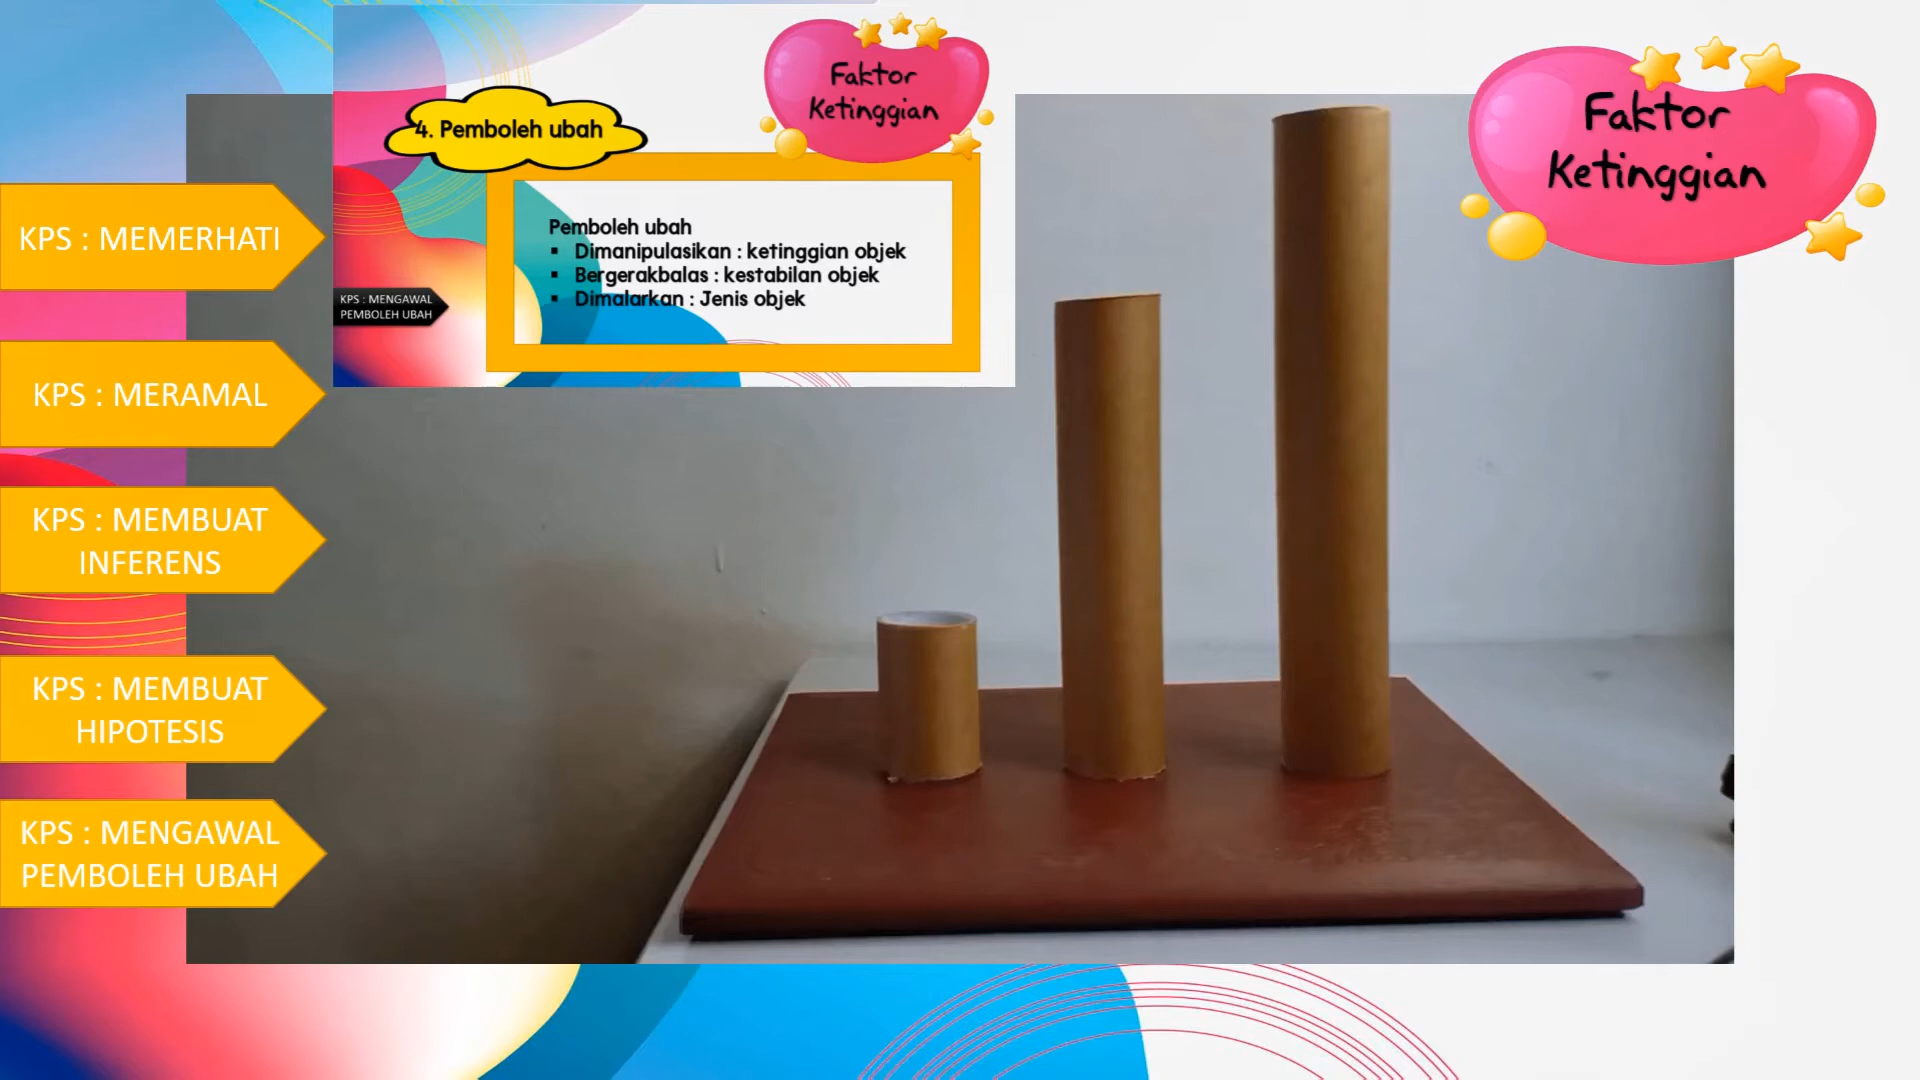 Faktor
Ketinggian
4. Pemboleh ubah
Pemboleh ubah
▪ Dimanipulasikan : ketinggian objek
▪ Bergerakbalas : kestabilan objek
▪ Dimalarkan : Jenis objek
KPS : MENGAWAL
PEMBOLEH UBAH
Faktor
Ketinggian
KPS : MEMERHATI
KPS : MERAMAL
KPS : MEMBUAT
INFERENS
KPS : MEMBUAT
HIPOTESIS
KPS : MENGAWAL
PEMBOLEH UBAH